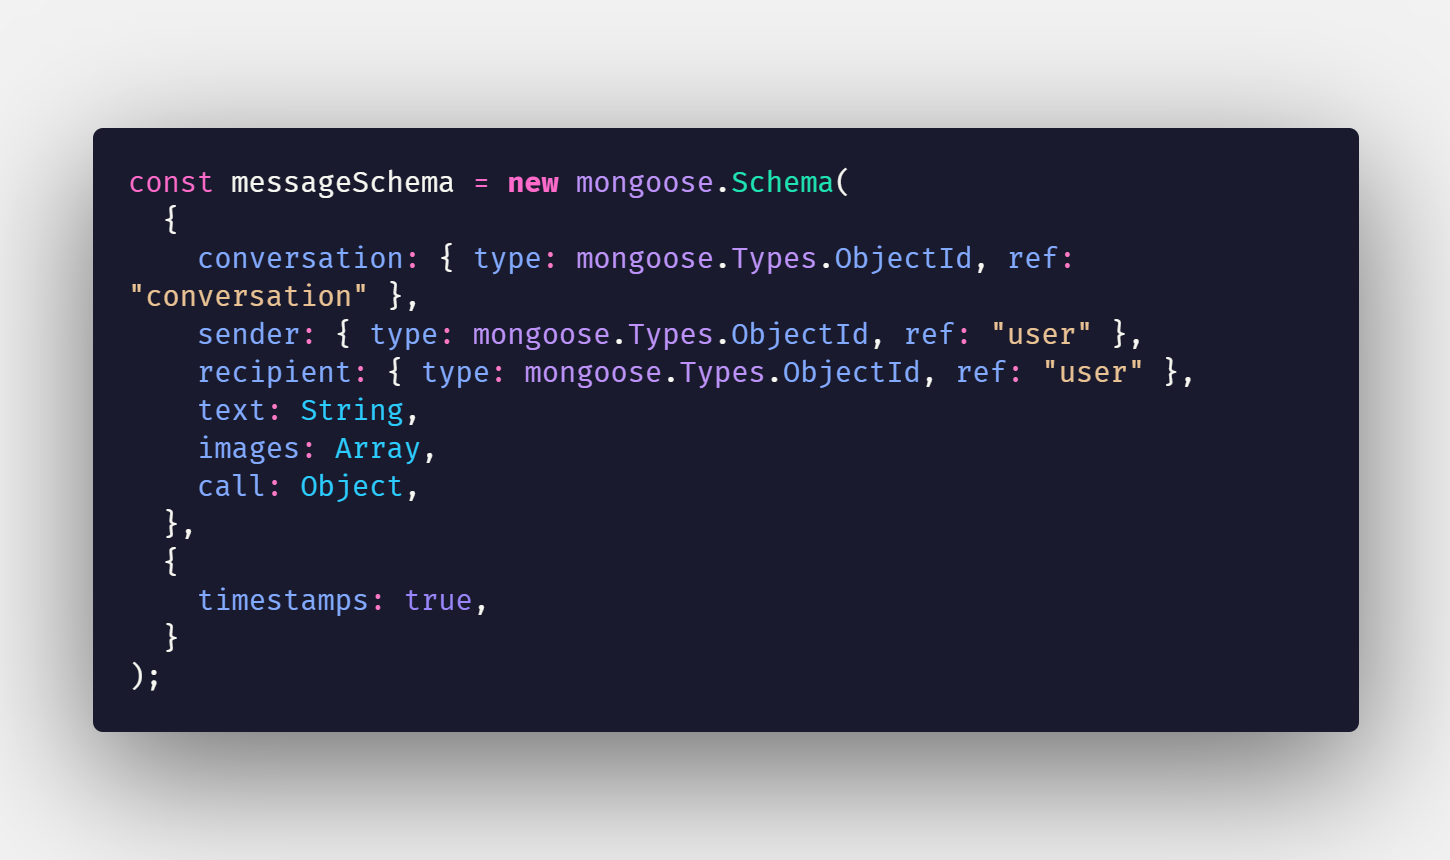 const messageSchema = new mongoose.Schema(
  {
    conversation: { type: mongoose.Types.ObjectId, ref:
"conversation" },
    sender: { type: mongoose.Types.ObjectId, ref: "user" },
    recipient: { type: mongoose.Types.ObjectId, ref: "user" },
    text: String,
    images: Array,
    call: Object,
  },
  {
    timestamps: true,
  }
);